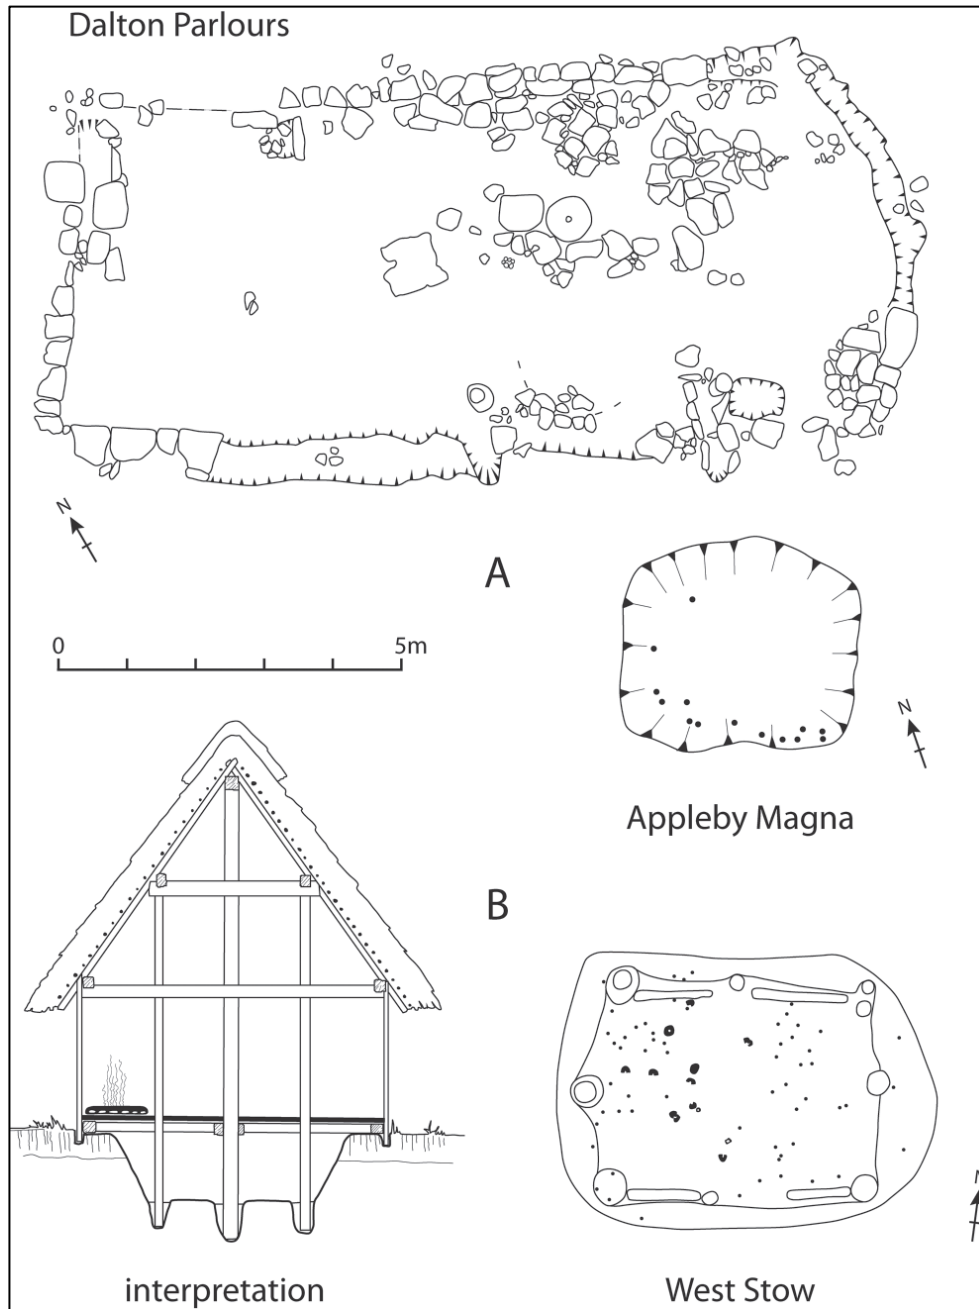 Dalton Parlours
N
A
0 5m
N
Appleby Magna
B
N
interpretation
West Stow